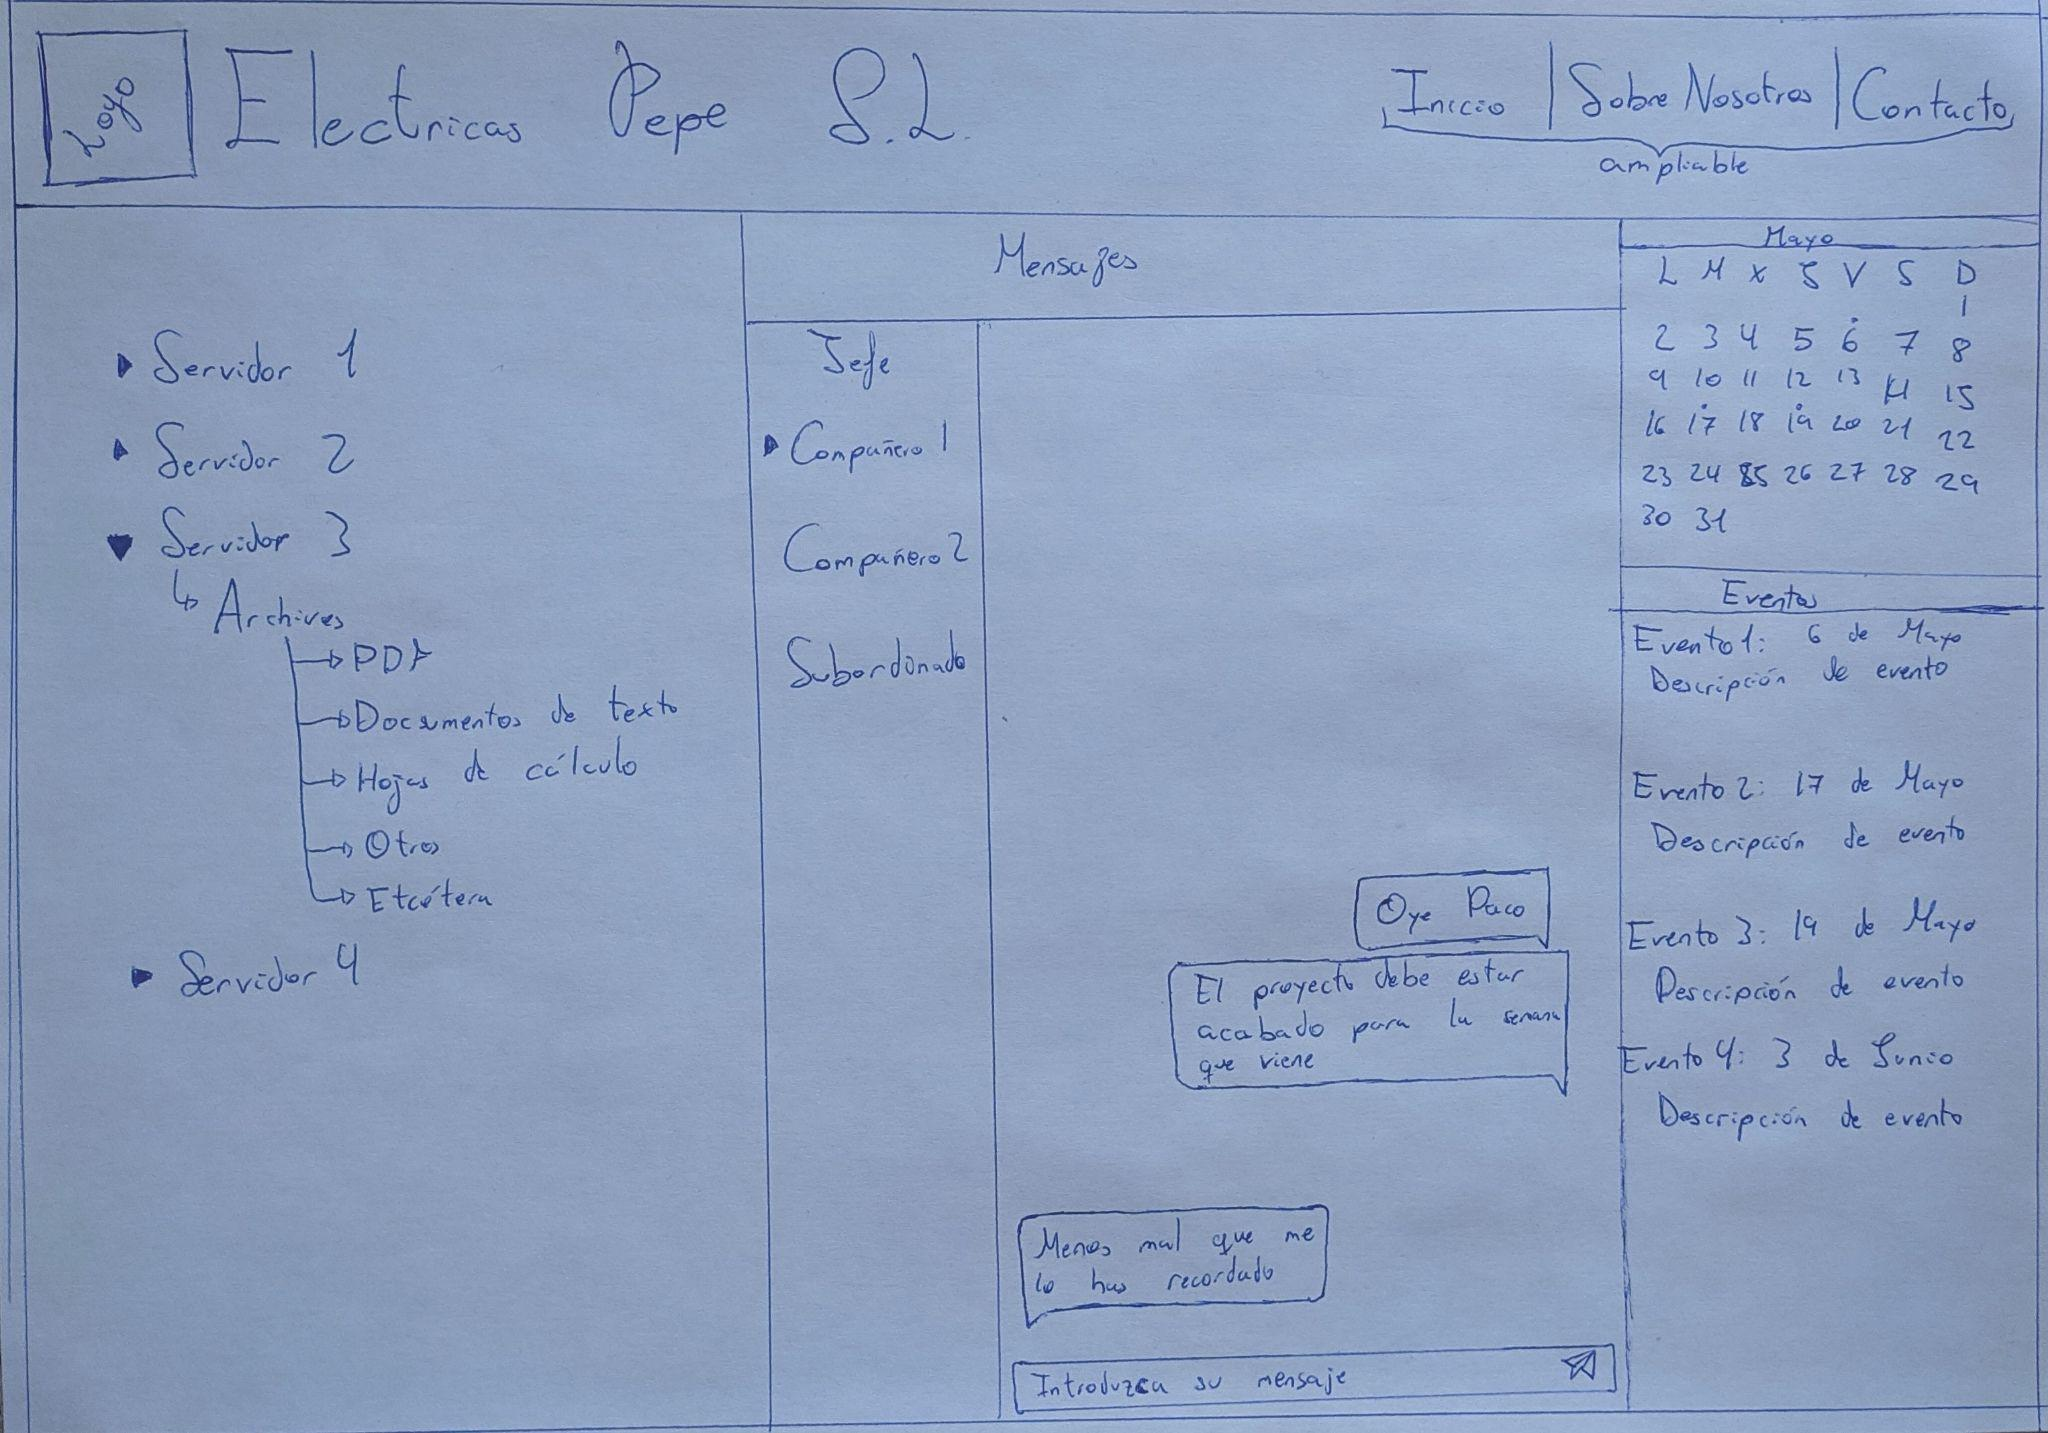 Logo
Electricas Pepe S.L.
Inicio | Sobre Nosotros | Contacto
ampliable
Servidor 1
Servidor 2
Servidor 3
Archivos
PDF
Documentos de texto
Hojas de cálculo
Otros
Etcétera
Servidor 4
Mensajes
Jefe
Compañero 1
Compañero 2
Subordinado
Oye Paco
El proyecto debe estar
acabado para la semana
que viene
Menos mal que me
lo has recordado
Introduzca su mensaje
Mayo
L M X J V S D
1
2 3 4 5 6 7 8
9 10 11 12 13 14 15
16 17 18 19 20 21 22
23 24 25 26 27 28 29
30 31
Eventos
Evento 1: 6 de Mayo
Descripción de evento
Evento 2: 17 de Mayo
Descripción de evento
Evento 3: 19 de Mayo
Descripción de evento
Evento 4: 3 de Junio
Descripción de evento